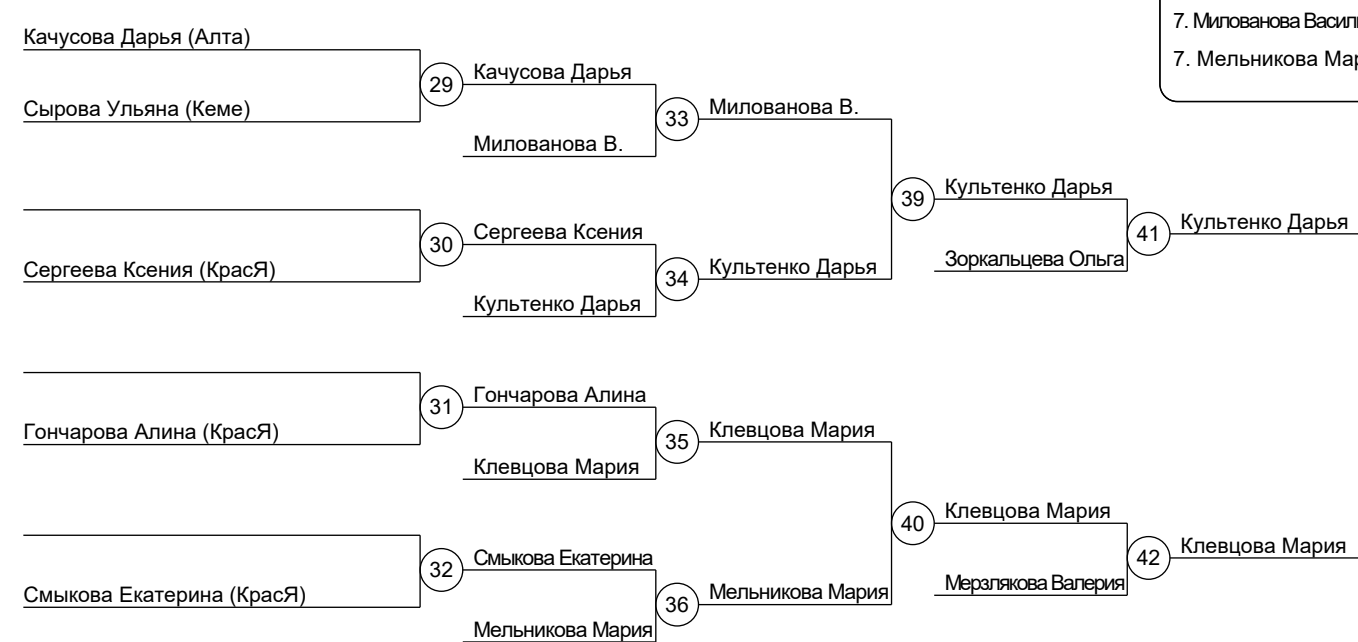 7. Милованова
7. Мельникова
Качусова Дарья (Алта)
29
Качусова Дарья
Сырова Ульяна (Кеме)
33
Милованова В.
Милованова В.
39
Культенко Дарья
30
Сергеева Ксения
41
Культенко Дарья
Сергеева Ксения (КрасЯ)
34
Культенко Дарья
Зоркальцева Ольга
Культенко Дарья
31
Гончарова Алина
Гончарова Алина (КрасЯ)
35
Клевцова Мария
Клевцова Мария
40
Клевцова Мария
32
Смыкова Екатерина
42
Клевцова Мария
Смыкова Екатерина (КрасЯ)
36
Мельникова Мария
Мерзлякова Валерия
Мельникова Мария